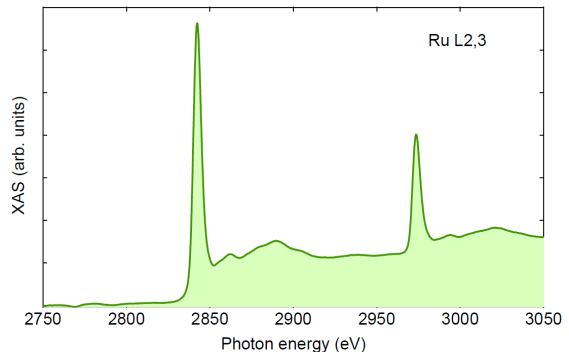 Ru L2,3
XAS (arb. units)
2750 2800 2850 2900 2950 3000 3050
Photon energy (eV)